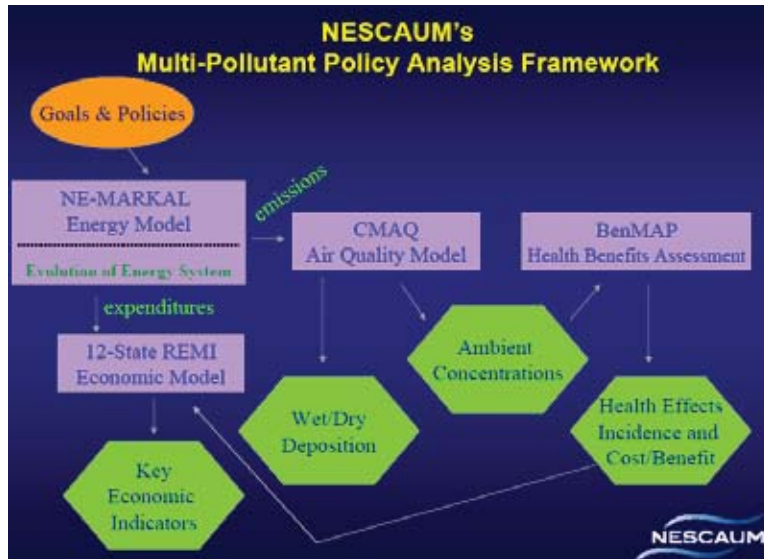 NESCAUM's
Multi-Pollutant Policy Analysis Framework
Goals & Policies
NE-MARKAL
Energy Model
Evolution of Energy System
emissions
expenditures
CMAQ
Air Quality Model
BenMAP
Health Benefits Assessment
12-State REMI
Economic Model
Ambient
Concentrations
Wet/Dry
Deposition
Health Effects
Incidence and
Cost/Benefit
Key
Economic
Indicators
NESCAUM